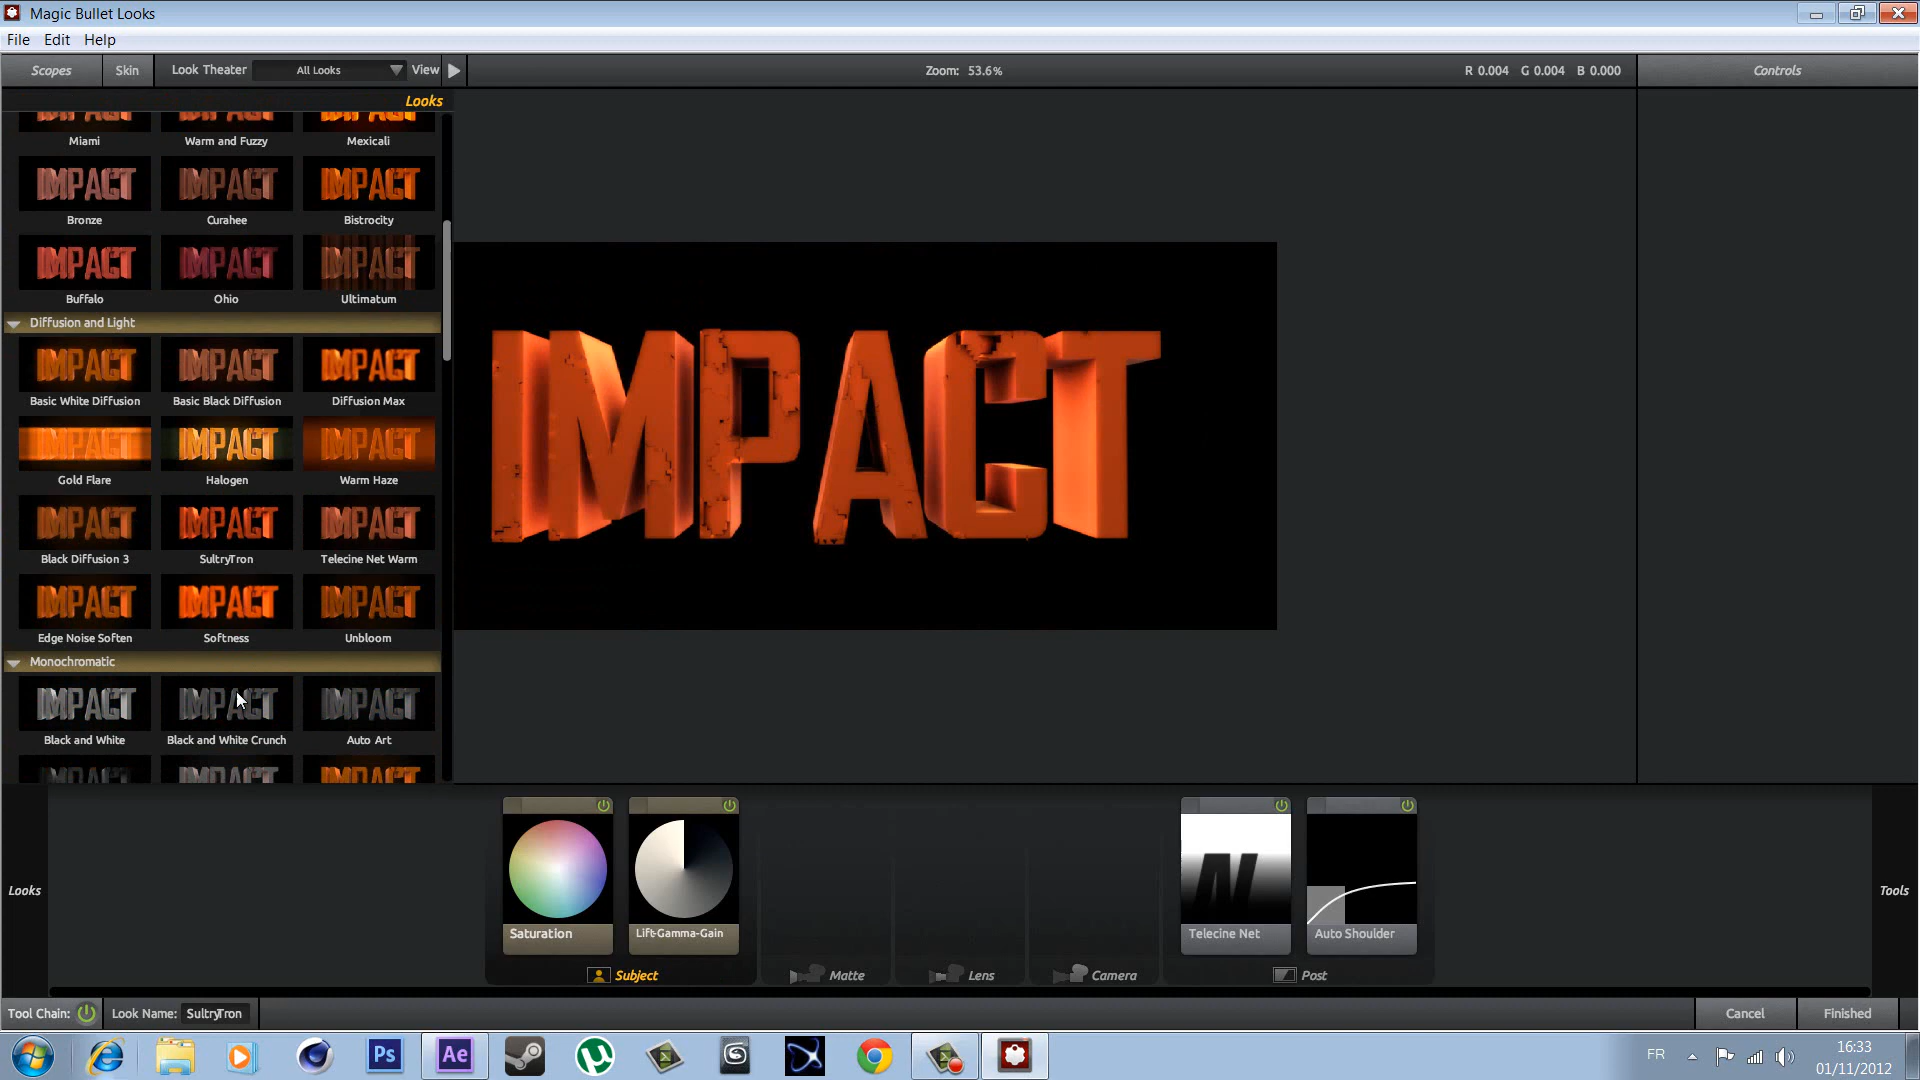 Magic Bullet Looks
File Edit Help
Scopes Skin Look Theater All Looks View Zoom: 53.6% R 0.004 G 0.004 B 0.000 Controls
Looks
Miami Warm and Fuzzy Mexicali
IMPACT IMPACT IMPACT
Bronze Curahee Bistrocity
IMPACT IMPACT IMPACT
Buffalo Ohio Ultimatum
Diffusion and Light
IMPACT IMPACT IMPACT
Basic White Diffusion Basic Black Diffusion Diffusion Max
IMPACT IMPACT IMPACT
Gold Flare Halogen Warm Haze
IMPACT IMPACT IMPACT
Black Diffusion 3 SultryTron Telecine Net Warm
IMPACT IMPACT IMPACT
Edge Noise Soften Softness Unbloom
Monochromatic
IMPACT IMPACT IMPACT
Black and White Black and White Crunch Auto Art
IMPACT IMPACT IMPACT
IMPACT
Saturation Lift-Gamma-Gain Telecine Net Auto Shoulder
Subject Matte Lens Camera Post
Looks Tools
Tool Chain: Look Name: SultryTron Cancel Finished
Ps Ae FR 16:33
01/11/2012